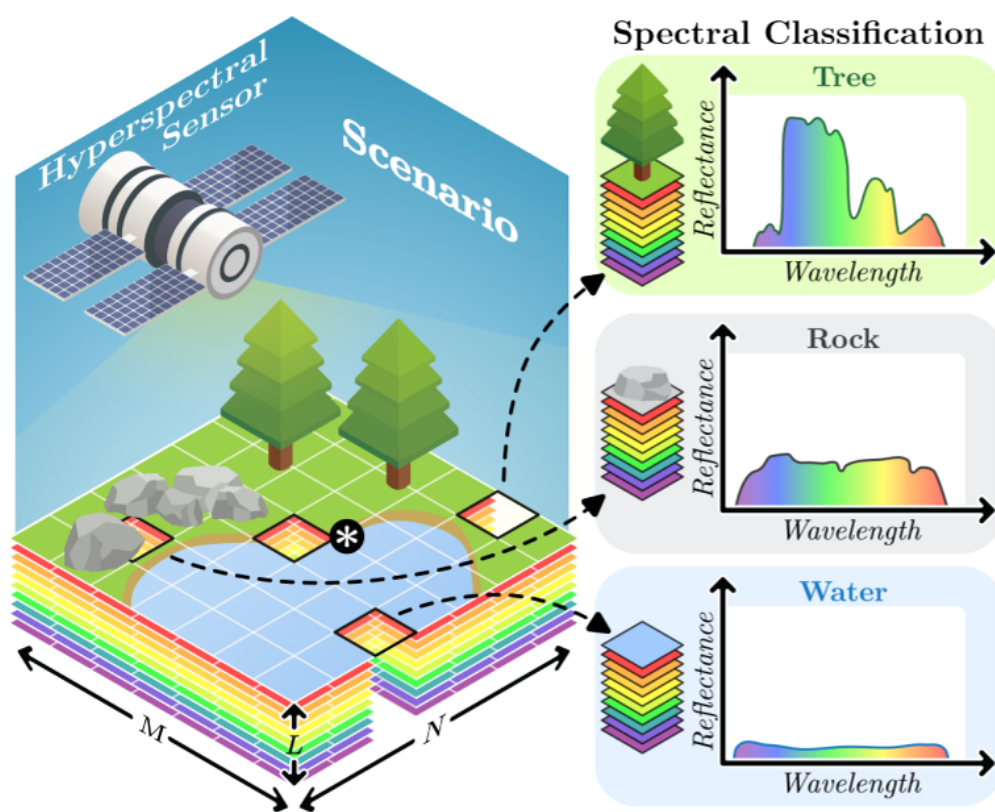 Hyperspectral
Sensor
Scenario
*
M
L
N
Spectral Classification
Tree
Reflectance
Wavelength
Rock
Reflectance
Wavelength
Water
Reflectance
Wavelength